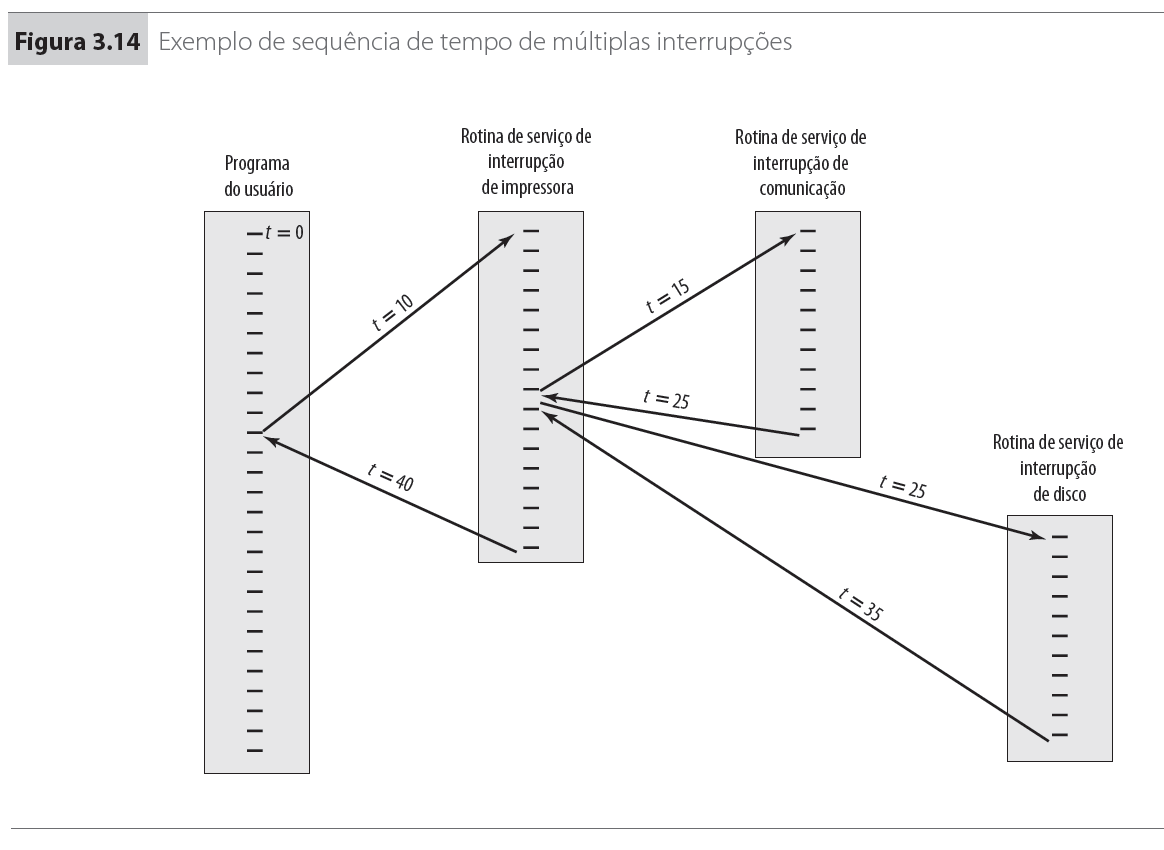 Figura 3.14 Exemplo de sequência de tempo de múltiplas interrupções
Programa
do usuário
Rotina de serviço de
interrupção
de impressora
Rotina de serviço de
interrupção de
comunicação
t = 0
t = 10
t = 15
t = 25
t = 40
Rotina de serviço de
interrupção
de disco
t = 25
t = 35